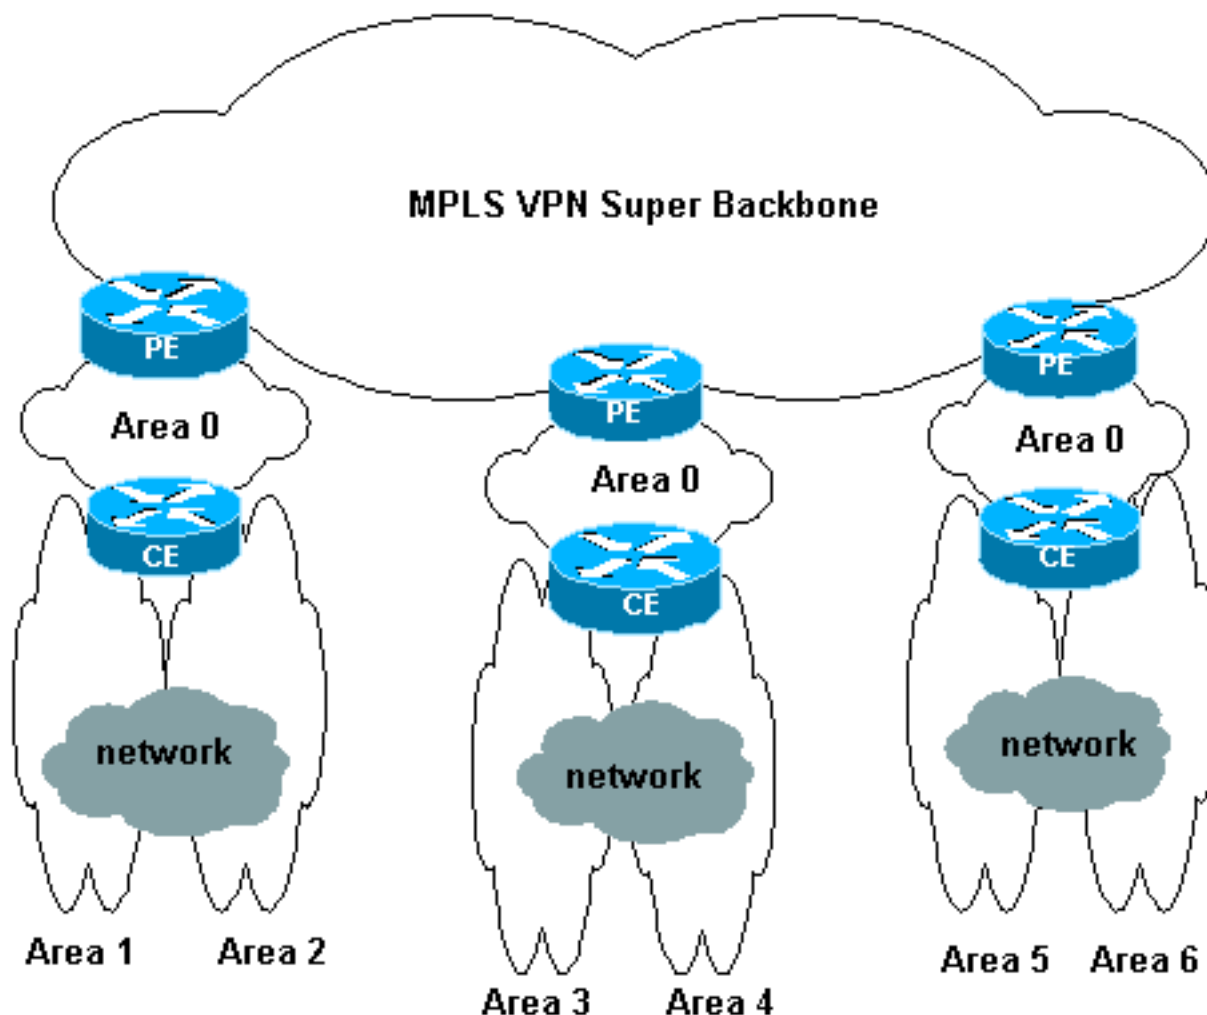 MPLS VPN Super Backbone
PE
PE
PE
Area 0
Area 0
Area 0
CE
CE
CE
network
network
network
Area 1
Area 2
Area 3
Area 4
Area 5
Area 6